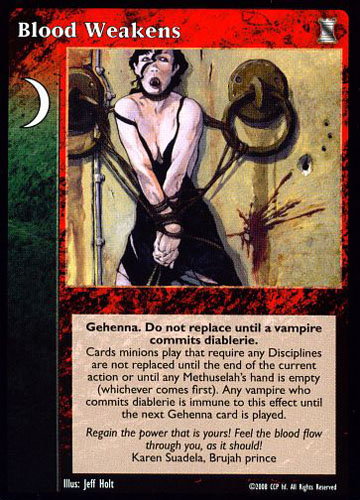 Blood Weakens
Gehenna. Do not replace until a vampire
commits diablerie.
Cards minions play that require any Disciplines
are not replaced until the end of the current
action or until any Methuselah's hand is empty
(whichever comes first). Any vampire who
commits diablerie is immune to this effect until
the next Gehenna card is played.
Regain the power that is yours! Feel the blood flow
through you, as it should!
Karen Suadela, Brujah prince
Illus: Jeff Holt
©2008 CCP hf. All Rights Reserved